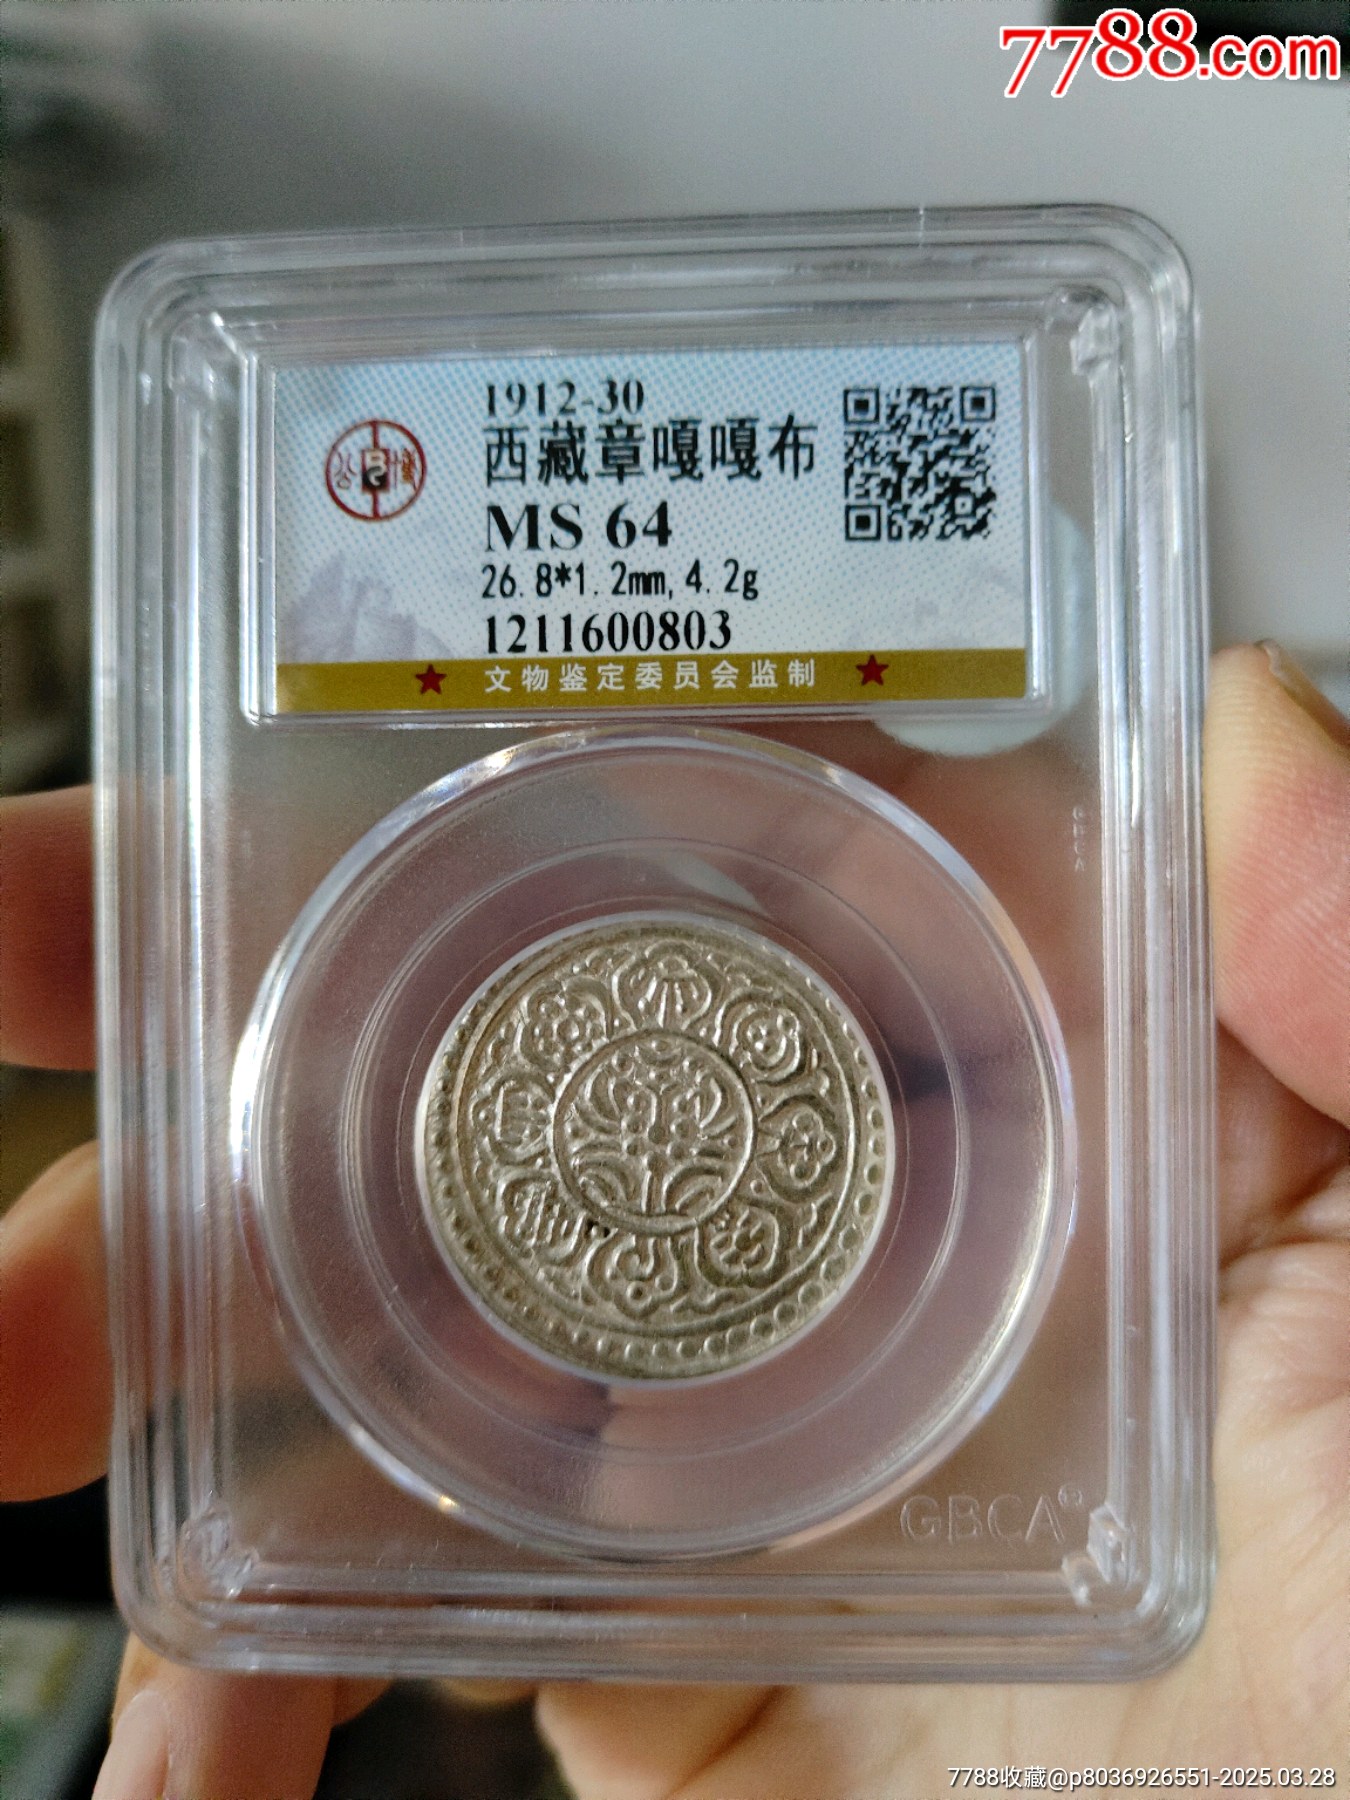 7788.com
1912-30
西藏章嘎嘎布
公 博
MS 64
26.8*1.2mm,4.2g
1211600803
★ 文物鉴定委员会监制 ★
GBCA®
7788收藏@p8036926551-2025.03.28